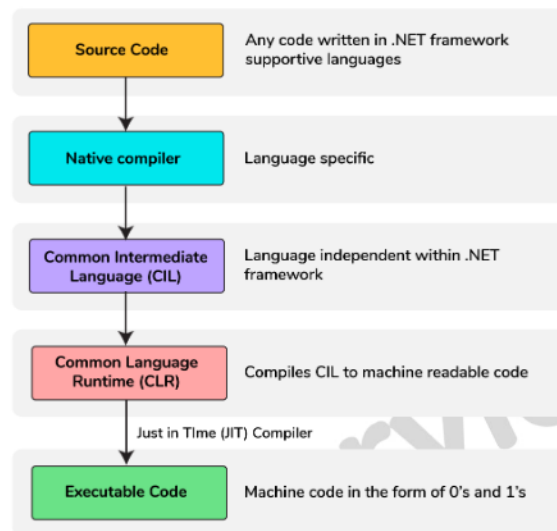 Source Code
Any code written in .NET framework
supportive languages
Native compiler
Language specific
Common Intermediate
Language (CIL)
Language independent within .NET
framework
Common Language
Runtime (CLR)
Compiles CIL to machine readable code
Just in TIme (JIT) Compiler
Executable Code
Machine code in the form of 0's and 1's